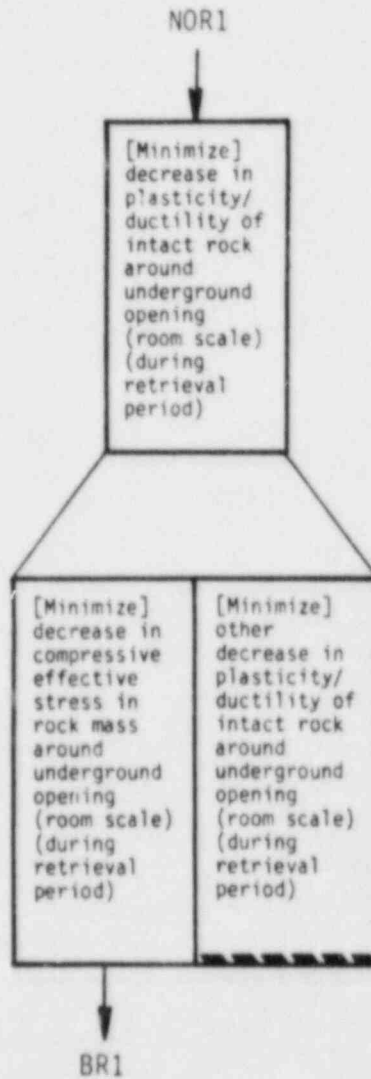 NOR1
[Minimize]
decrease in
plasticity/
ductility of
intact rock
around
underground
opening
(room scale)
(during
retrieval
period)
[Minimize]
decrease in
compressive
effective
stress in
rock mass
around
underground
opening
(room scale)
(during
retrieval
period)
[Minimize]
other
decrease in
plasticity/
ductility of
intact rock
around
underground
opening
(room scale)
(during
retrieval
period)
BR1